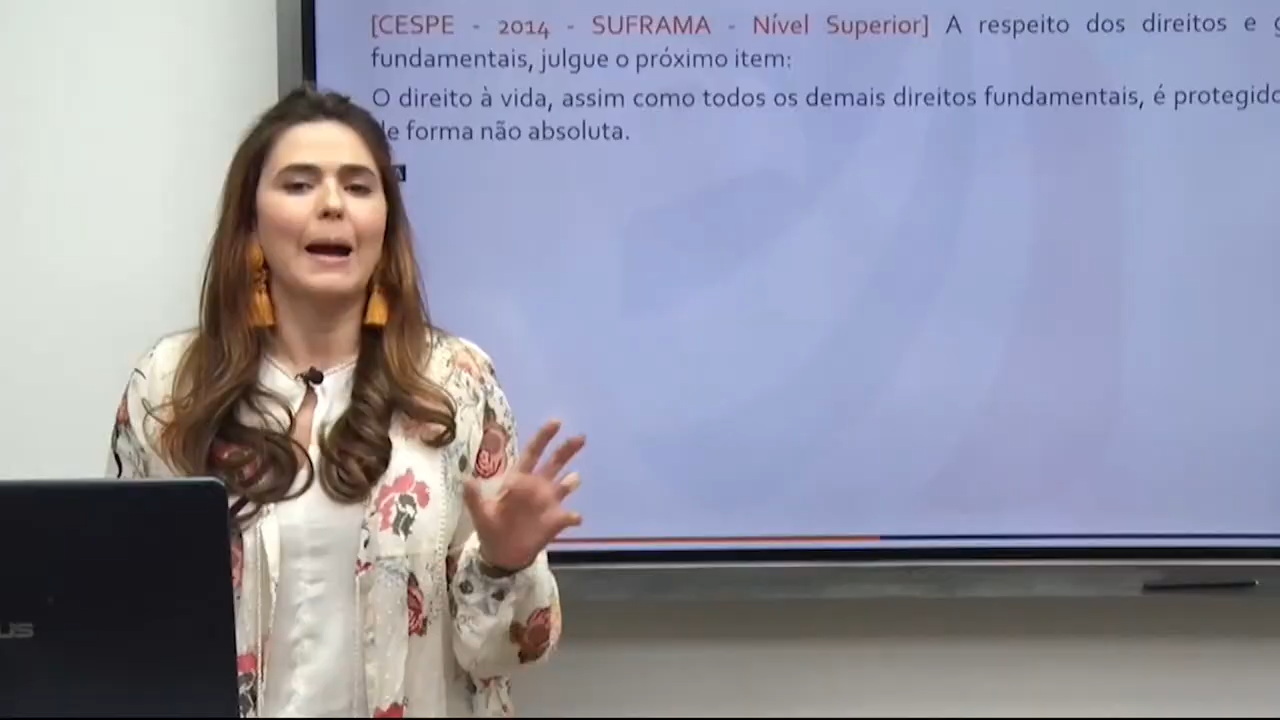 [CESPE - 2014 - SUFRAMA - Nível Superior] A respeito dos direitos e
fundamentais, julgue o próximo item:
O direito à vida, assim como todos os demais direitos fundamentais, é protegido
de forma não absoluta.